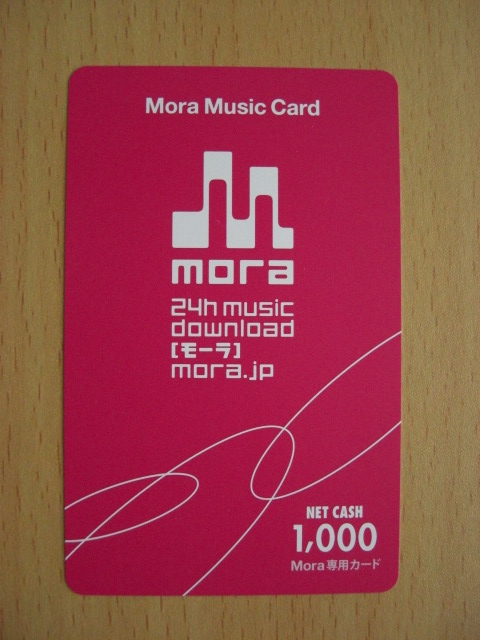 Mora Music Card
mora
24h music
download
[モーラ]
mora.jp
NET CASH
1,000
Mora専用カード